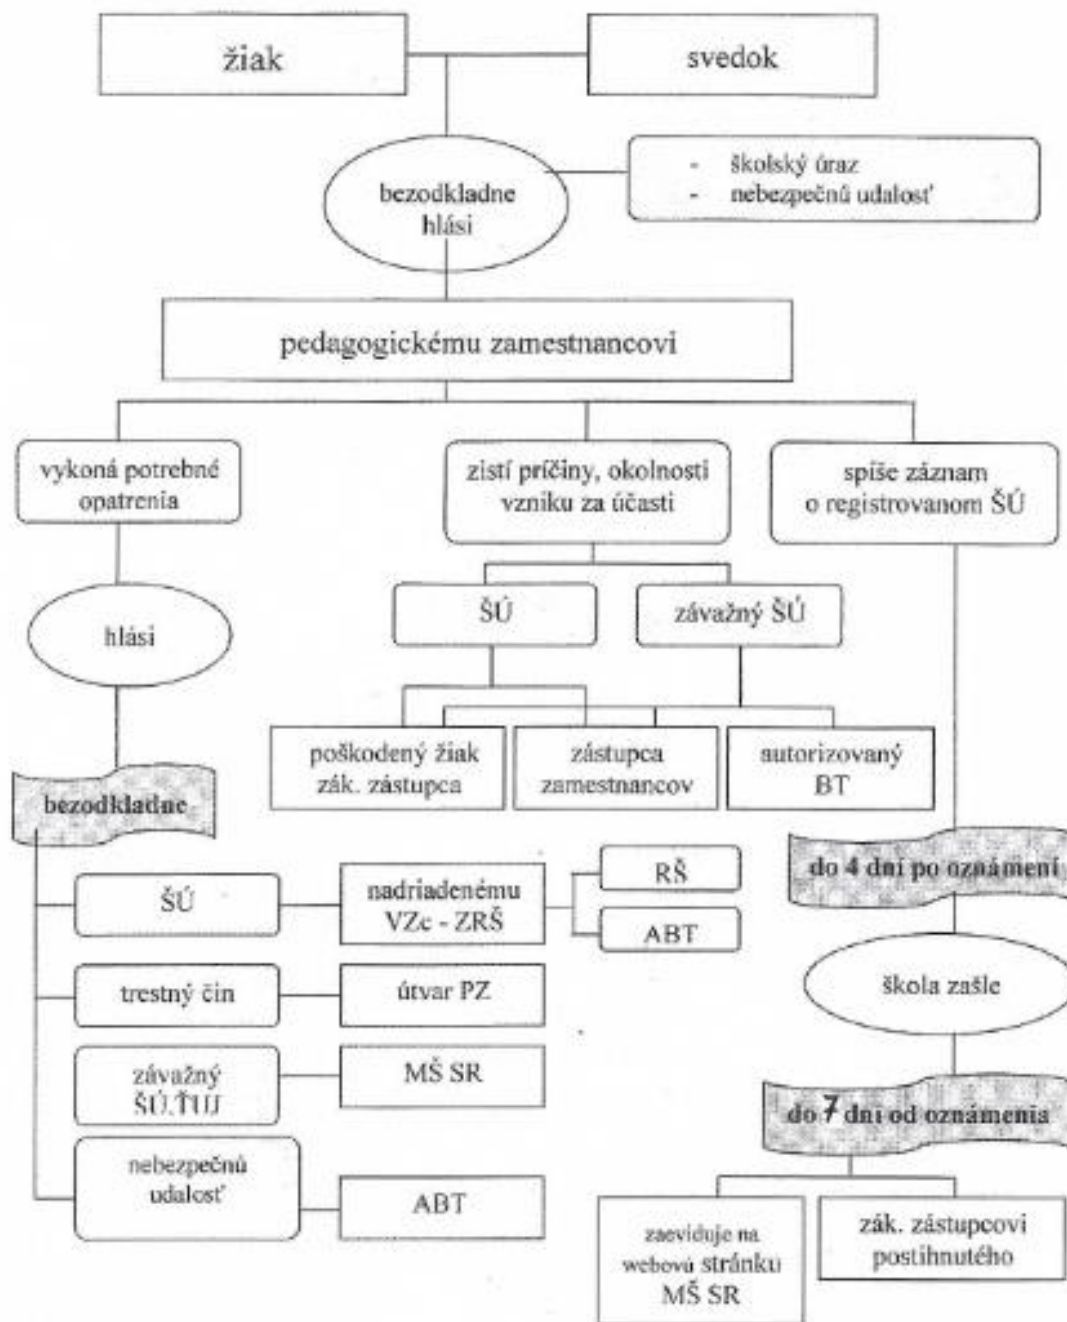 žiak
svedok
bezodkladne
hlási
- školský úraz
- nebezpečnú udalosť
pedagogickému zamestnancovi
vykoná potrebné
opatrenia
zistí príčiny, okolnosti
vzniku za účasti
spíše záznam
o registrovanom ŠÚ
hlási
ŠÚ
závažný ŠÚ
poškodený žiak
zák. zástupca
zástupca
zamestnancov
autorizovaný
BT
bezodkladne
do 4 dní po oznámení
ŠÚ
nadriadenému
VZc - ZRŠ
RŠ
ABT
trestný čin
útvar PZ
škola zašle
závažný
ŠÚ,ŤUJ
MŠ SR
do 7 dní od oznámenia
nebezpečnú
udalosť
ABT
zaeviduje na
webovú stránku
MŠ SR
zák. zástupcovi
postihnutého